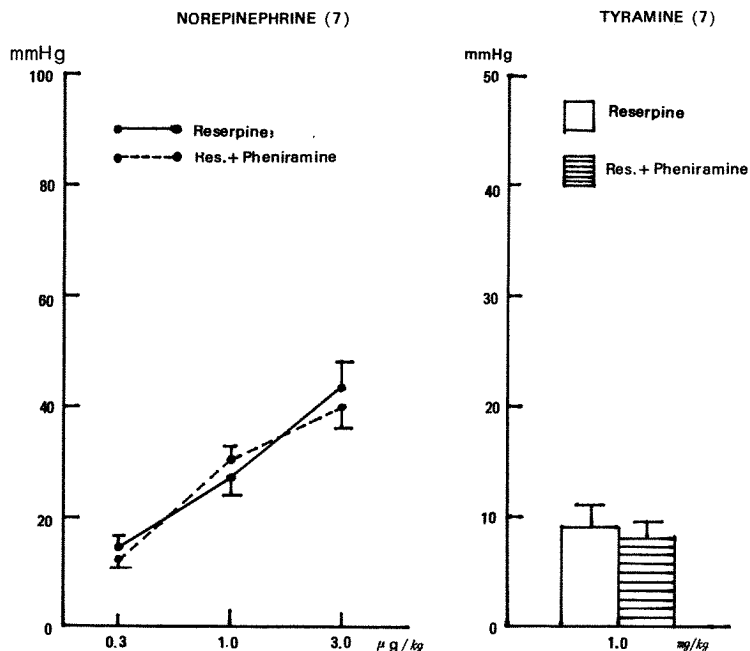 NOREPINEPHRINE (7)
mmHg
100
80
60
40
20
0
0.3
1.0
3.0
μg/kg
Reserpine;
Res. + Pheniramine
TYRAMINE (7)
mmHg
50
40
30
20
10
0
1.0
mg/kg
Reserpine
Res. + Pheniramine